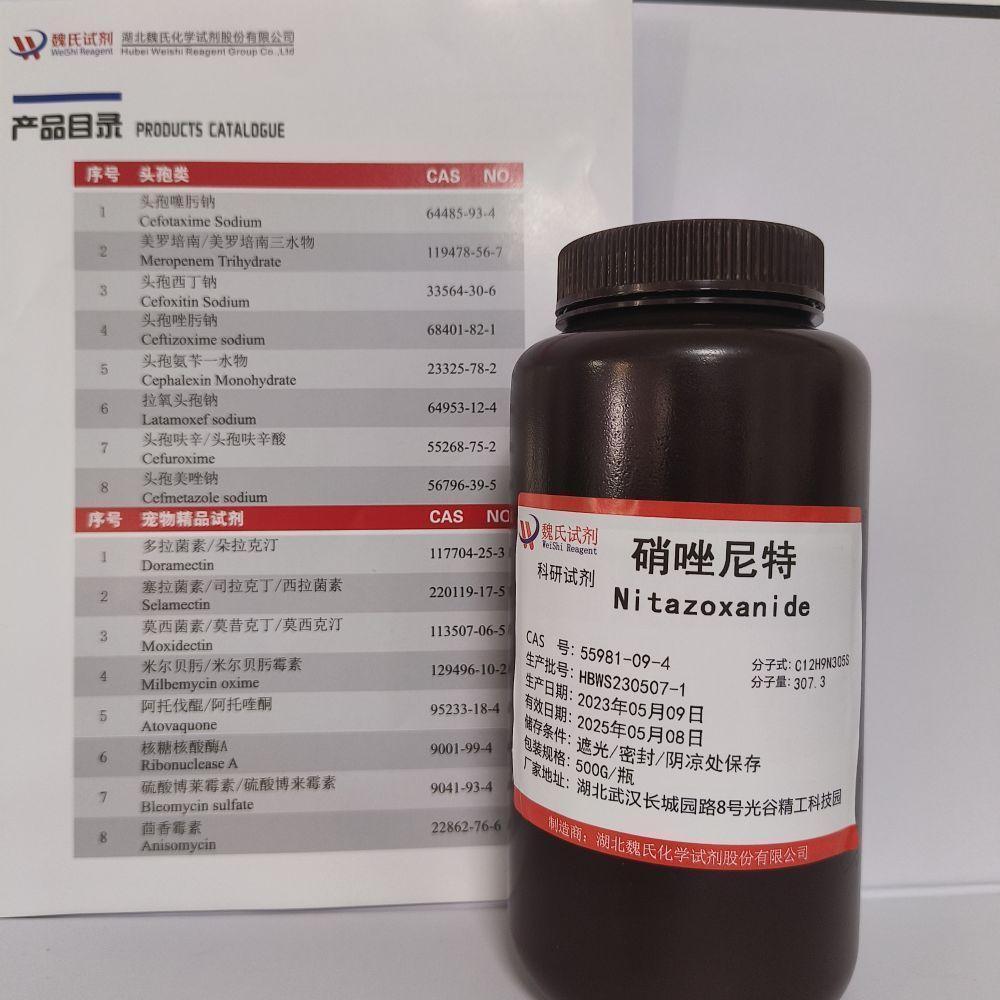 魏氏试剂 湖北魏氏化学试剂股份有限公司
WeiShi Reagent Hubei Weishi Reagent Group Co.,Ltd
产品目录 PRODUCTS CATALOGUE
序号 头孢类 CAS NO.
1 头孢噻肟钠 64485-93-4
Cefotaxime Sodium
2 美罗培南/美罗培南三水物 119478-56-7
Meropenem Trihydrate
3 头孢西丁钠 33564-30-6
Cefoxitin Sodium
4 头孢唑肟钠 68401-82-1
Ceftizoxime sodium
5 头孢氨苄一水物 23325-78-2
Cephalexin Monohydrate
6 拉氧头孢钠 64953-12-4
Latamoxef sodium
7 头孢呋辛/头孢呋辛酸 55268-75-2
Cefuroxime
8 头孢美唑钠 56796-39-5
Cefmetazole sodium
序号 宠物精品试剂 CAS NO
1 多拉菌素/朵拉克汀 117704-25-3
Doramectin
2 塞拉菌素/司拉克丁/西拉菌素 220119-17-5
Selamectin
3 莫西菌素/莫昔克丁/莫西克汀 113507-06-5
Moxidectin
4 米尔贝肟/米尔贝肟霉素 129496-10-2
Milbemycin oxime
5 阿托伐醌/阿托喹酮 95233-18-4
Atovaquone
6 核糖核酸酶A 9001-99-4
Ribonuclease A
7 硫酸博莱霉素/硫酸博来霉素 9041-93-4
Bleomycin sulfate
8 茴香霉素 22862-76-6
Anisomycin
魏氏试剂
WeiShi Reagent
科研试剂
硝唑尼特
Nitazoxanide
CAS 号: 55981-09-4
生产批号: HBWS230507-1
生产日期: 2023年05月09日
有效日期: 2025年05月08日
储存条件: 遮光/密封/阴凉处保存
包装规格: 500G/瓶
厂家地址: 湖北武汉长城园路8号光谷精工科技园
分子式: C12H9N3O5S
分子量: 307.3
制造商: 湖北魏氏化学试剂股份有限公司